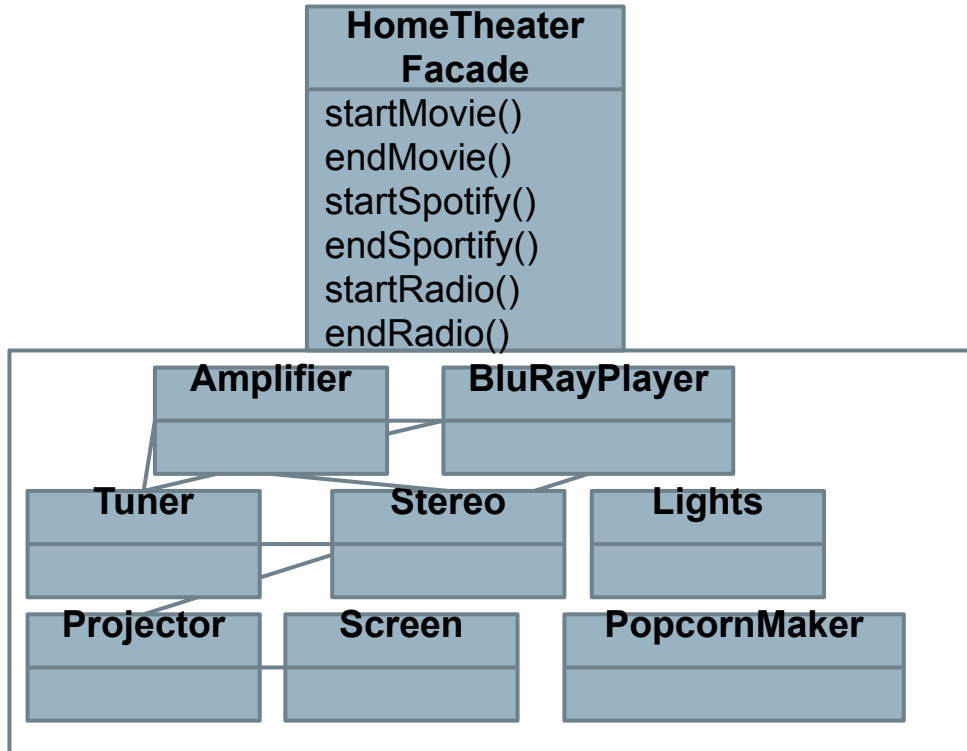 HomeTheater
Facade
startMovie()
endMovie()
startSpotify()
endSportify()
startRadio()
endRadio()
Amplifier
BluRayPlayer
Tuner
Stereo
Lights
Projector
Screen
PopcornMaker